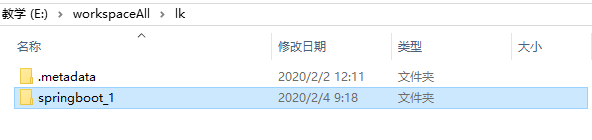 教学 (E:) > workspaceAll > lk
名称 修改日期 类型 大小
.metadata 2020/2/2 12:11 文件夹
springboot_1 2020/2/4 9:18 文件夹